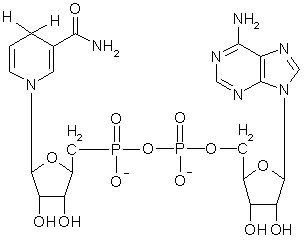 O
H H NH₂
NH₂
N N
N N N
O O
H₂ H₂
C P O P O C
O O
O⁻ O⁻
OH OH OH OH